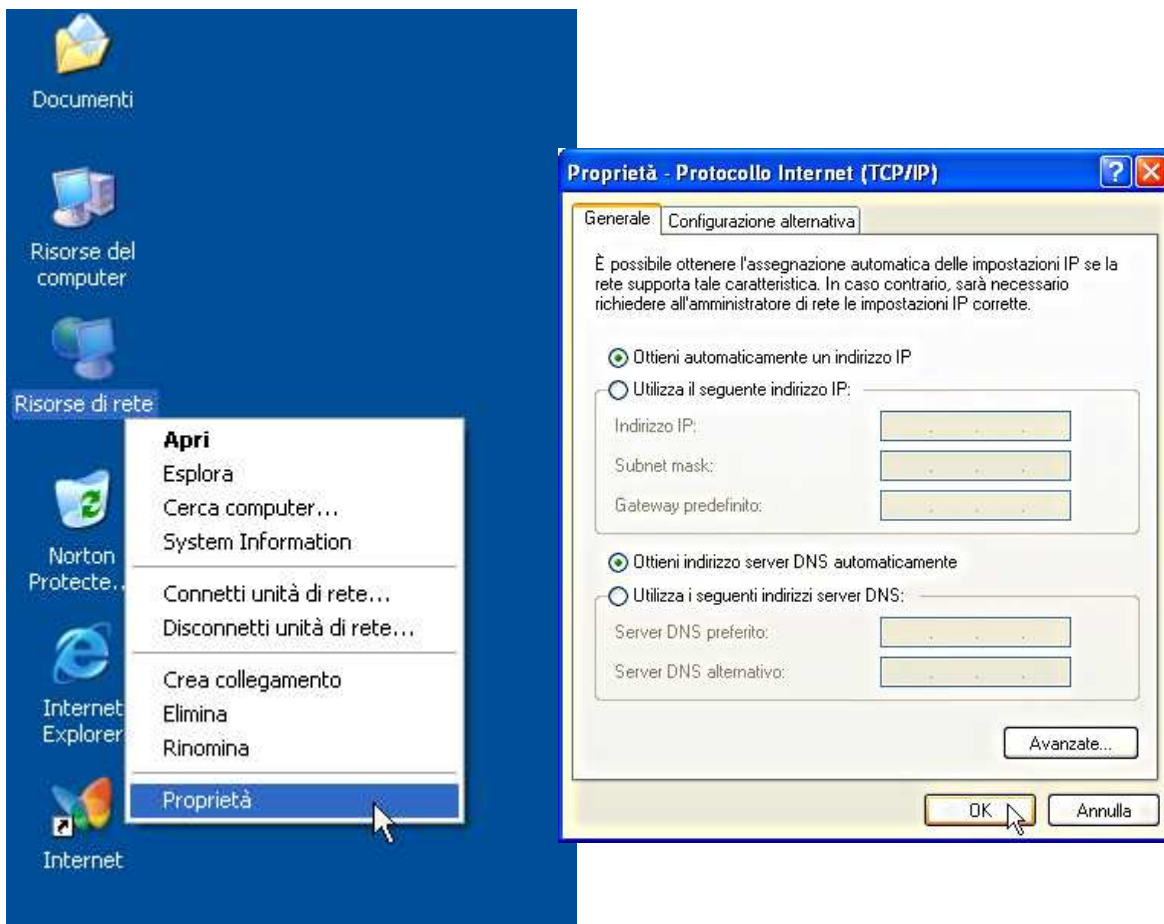 Documenti
Risorse del
computer
Risorse di rete
Norton
Protecte...
Internet
Explorer
Internet
Apri
Esplora
Cerca computer...
System Information
Connetti unità di rete...
Disconnetti unità di rete...
Crea collegamento
Elimina
Rinomina
Proprietà
Proprietà - Protocollo Internet (TCP/IP)
Generale
Configurazione alternativa
È possibile ottenere l'assegnazione automatica delle impostazioni IP se la
rete supporta tale caratteristica. In caso contrario, sarà necessario
richiedere all'amministratore di rete le impostazioni IP corrette.
Ottieni automaticamente un indirizzo IP
Utilizza il seguente indirizzo IP:
Indirizzo IP:
Subnet mask:
Gateway predefinito:
Ottieni indirizzo server DNS automaticamente
Utilizza i seguenti indirizzi server DNS:
Server DNS preferito:
Server DNS alternativo:
Avanzate...
OK
Annulla